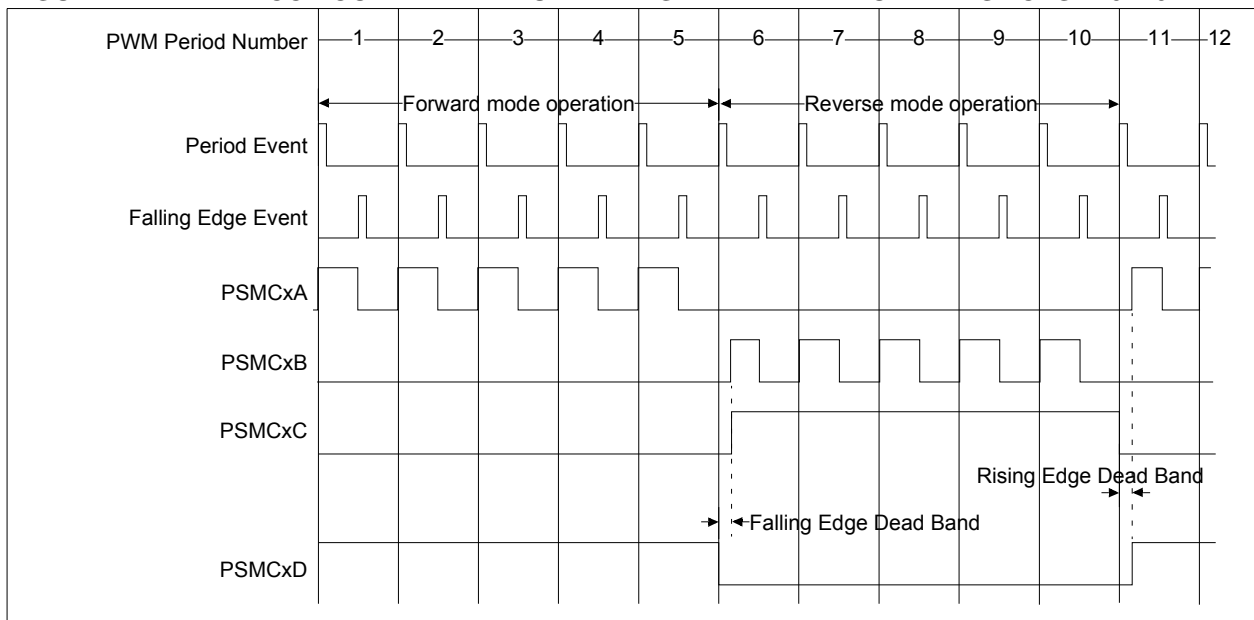 PWM Period Number
1 2 3 4 5 6 7 8 9 10 11 12
Forward mode operation Reverse mode operation
Period Event
Falling Edge Event
PSMCxA
PSMCxB
PSMCxC
Rising Edge Dead Band
Falling Edge Dead Band
PSMCxD